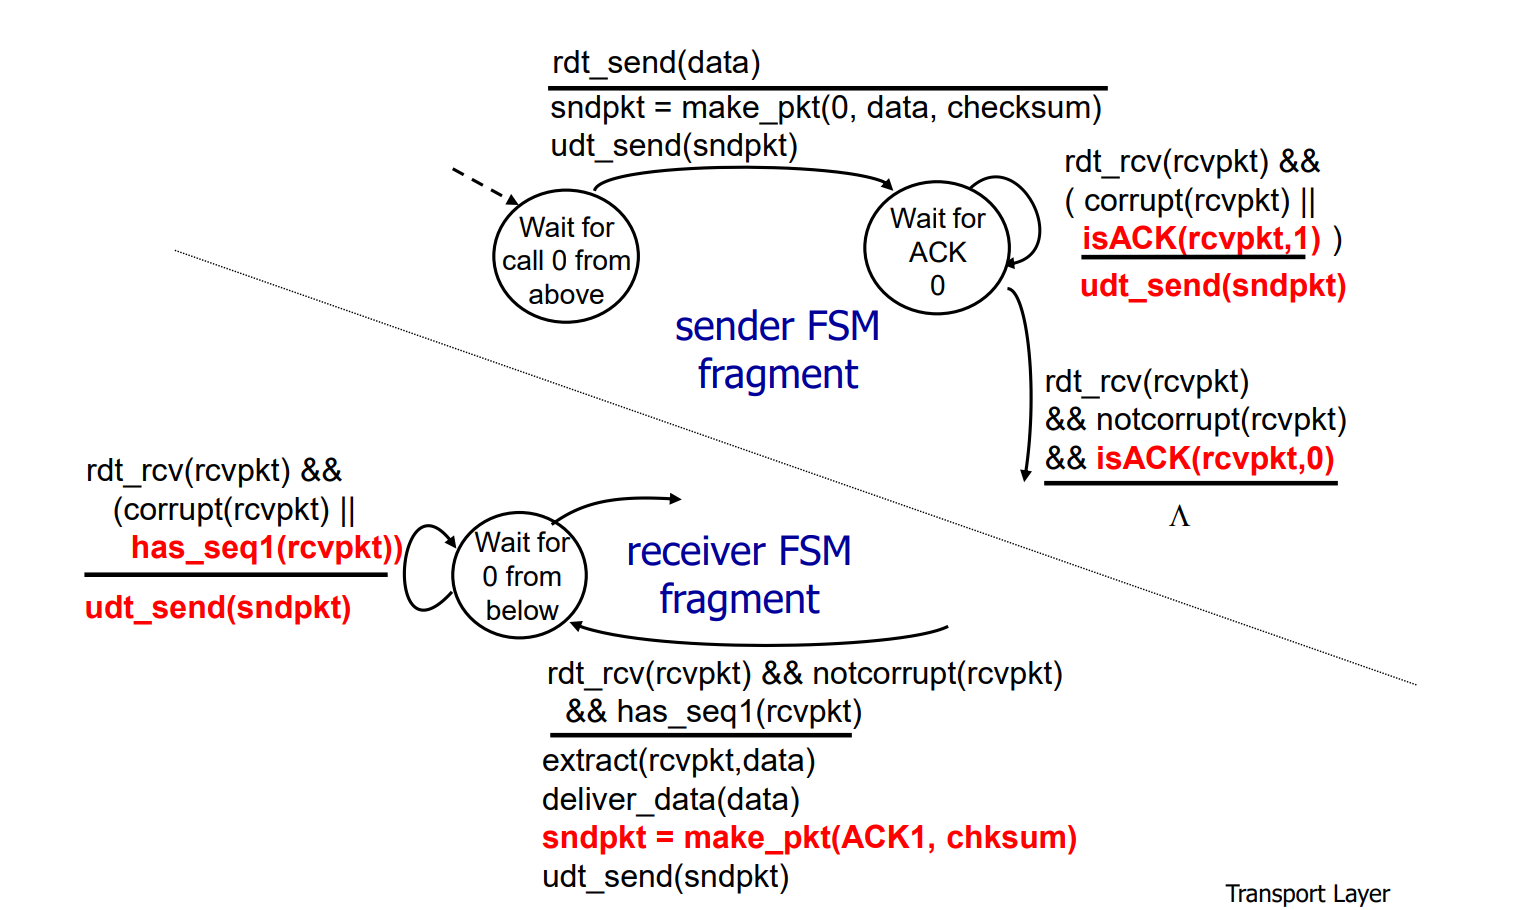 rdt_send(data)
sndpkt = make_pkt(0, data, checksum)
udt_send(sndpkt)
Wait for
call 0 from
above
Wait for
ACK
0
rdt_rcv(rcvpkt) &&
( corrupt(rcvpkt) ||
isACK(rcvpkt,1) )
udt_send(sndpkt)
sender FSM
fragment
rdt_rcv(rcvpkt)
&& notcorrupt(rcvpkt)
&& isACK(rcvpkt,0)
Λ
rdt_rcv(rcvpkt) &&
(corrupt(rcvpkt) ||
has_seq1(rcvpkt))
udt_send(sndpkt)
Wait for
0 from
below
receiver FSM
fragment
rdt_rcv(rcvpkt) && notcorrupt(rcvpkt)
&& has_seq1(rcvpkt)
extract(rcvpkt,data)
deliver_data(data)
sndpkt = make_pkt(ACK1, chksum)
udt_send(sndpkt)
Transport Layer